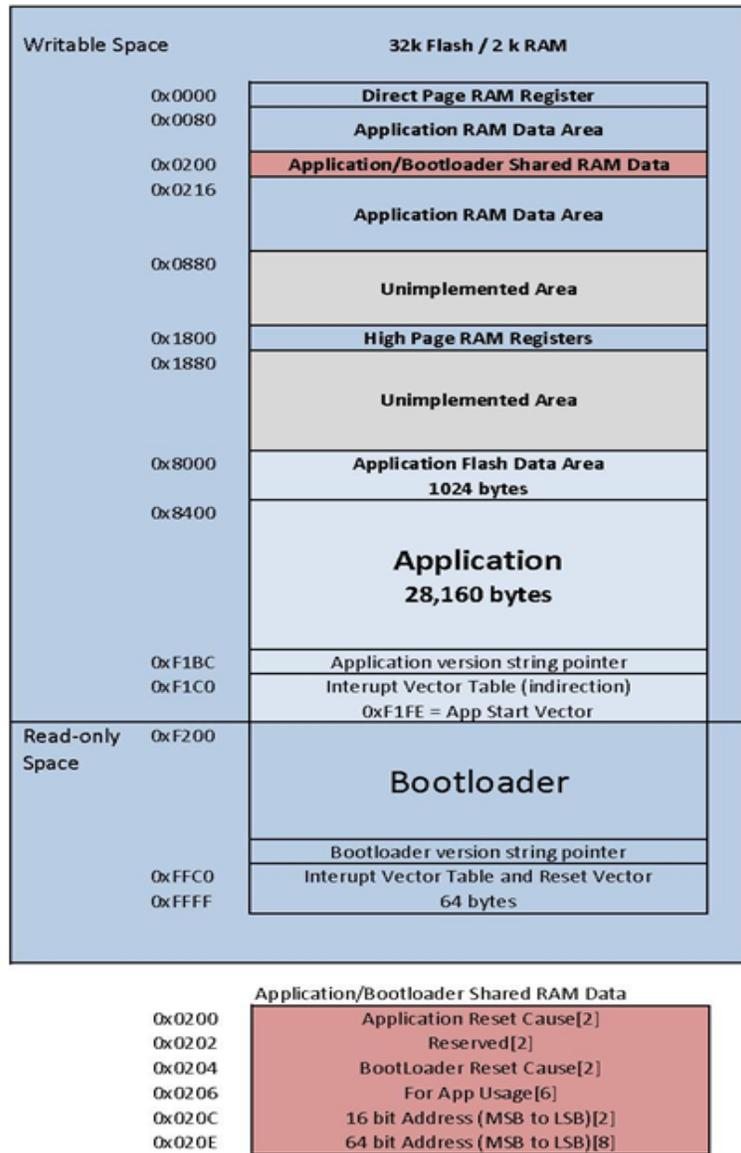 Writable Space 32k Flash / 2 k RAM
0x0000 Direct Page RAM Register
0x0080
Application RAM Data Area
0x0200 Application/Bootloader Shared RAM Data
0x0216
Application RAM Data Area
0x0880
Unimplemented Area
0x1800 High Page RAM Registers
0x1880
Unimplemented Area
0x8000 Application Flash Data Area
1024 bytes
0x8400
Application
28,160 bytes
0xF1BC Application version string pointer
0xF1C0 Interupt Vector Table (indirection)
0xF1FE = App Start Vector
Read-only 0xF200
Space
Bootloader
Bootloader version string pointer
0xFFC0 Interupt Vector Table and Reset Vector
0xFFFF 64 bytes
Application/Bootloader Shared RAM Data
0x0200 Application Reset Cause[2]
0x0202 Reserved[2]
0x0204 BootLoader Reset Cause[2]
0x0206 For App Usage[6]
0x020C 16 bit Address (MSB to LSB)[2]
0x020E 64 bit Address (MSB to LSB)[8]